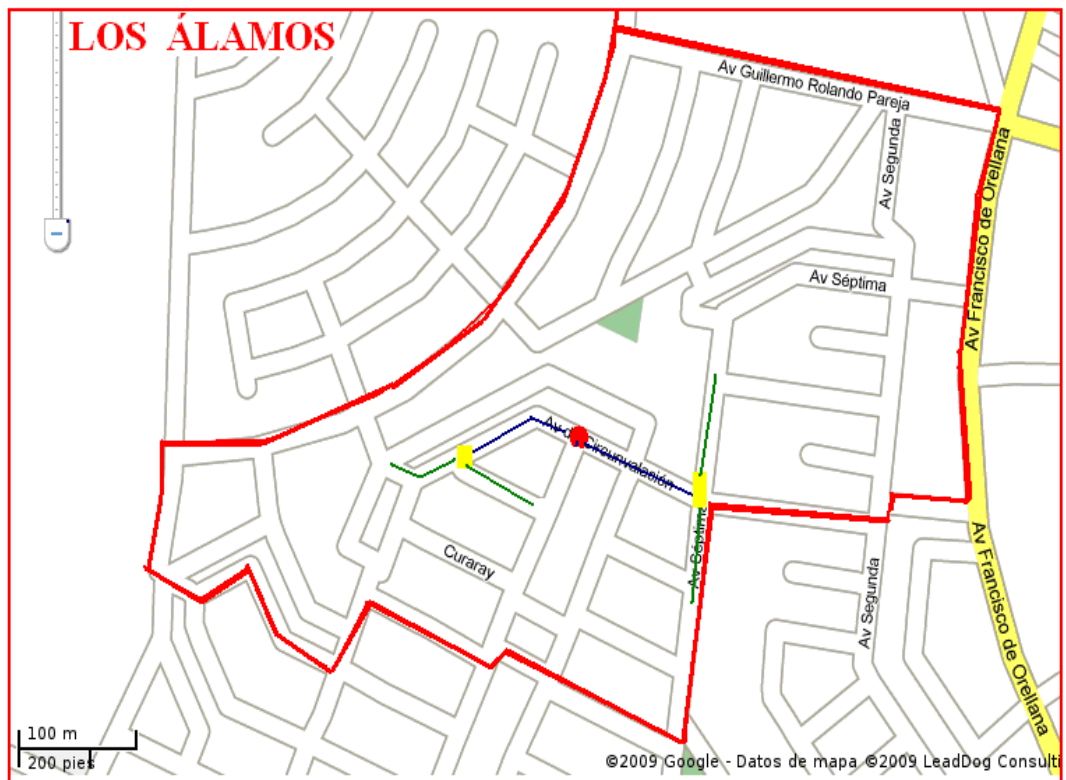 LOS ÁLAMOS
Av Guillermo Rolando Pareja
Av Segunda
Av Francisco de Orellana
Av Séptima
Av de Circunvalación
Av Séptima
Curaray
Av Segunda
Av Francisco de Orellana
100 m
200 pies
©2009 Google - Datos de mapa ©2009 LeadDog Consulti